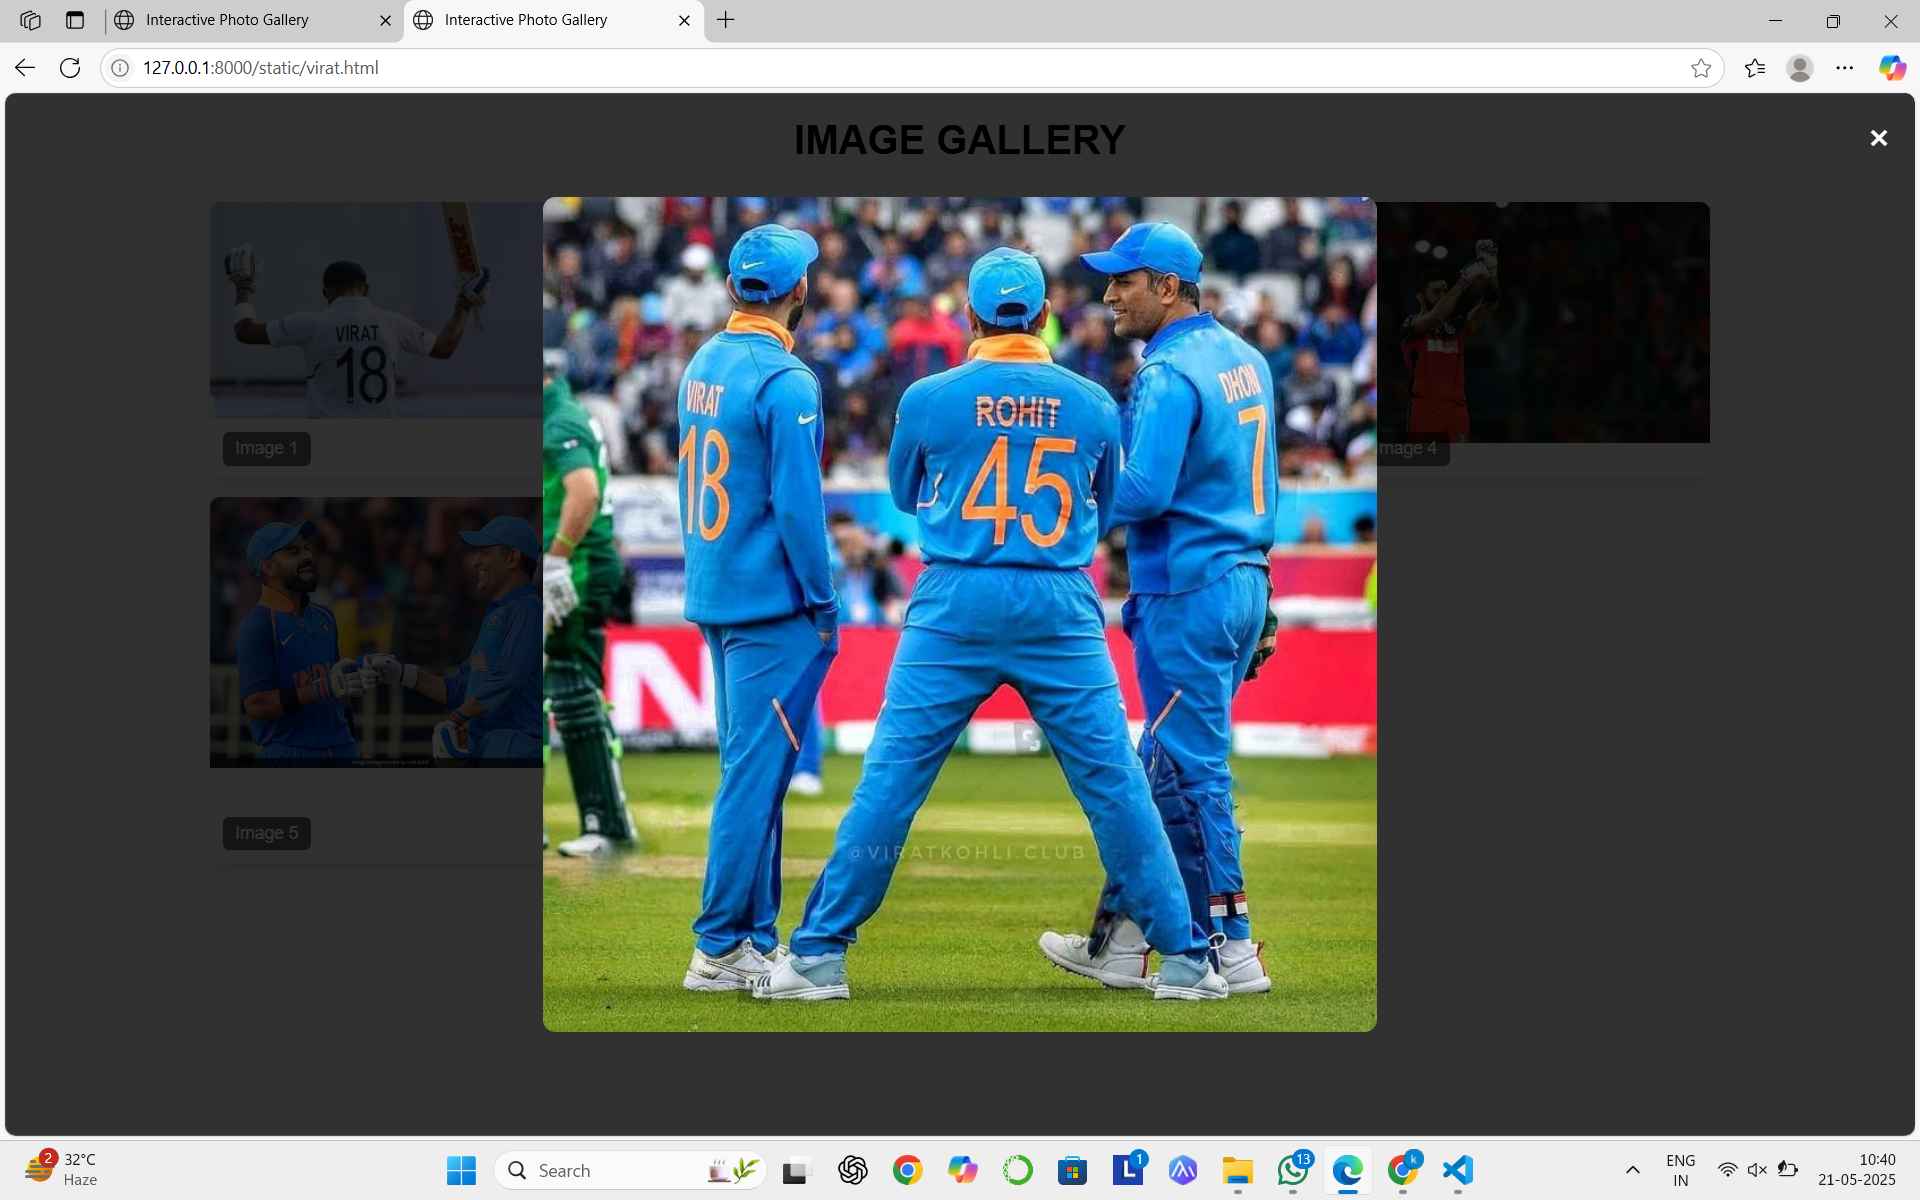 Interactive Photo Gallery
Interactive Photo Gallery
127.0.0.1:8000/static/virat.html
IMAGE GALLERY
VIRAT
18
Image 1
VIRAT
18
ROHIT
45
DHONI
7
mage 4
N
Image 5
@VIRATKOHLI.CLUB
2
32°C
Haze
Search
1
13
k
ENG
IN
10:40
21-05-2025